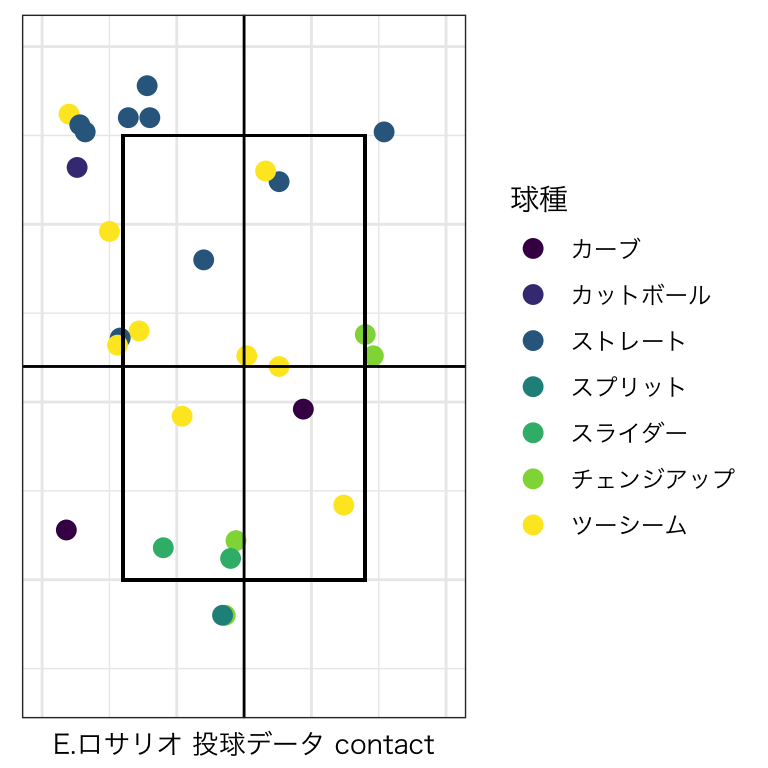 球種
カーブ
カットボール
ストレート
スプリット
スライダー
チェンジアップ
ツーシーム
E.ロサリオ 投球データ contact